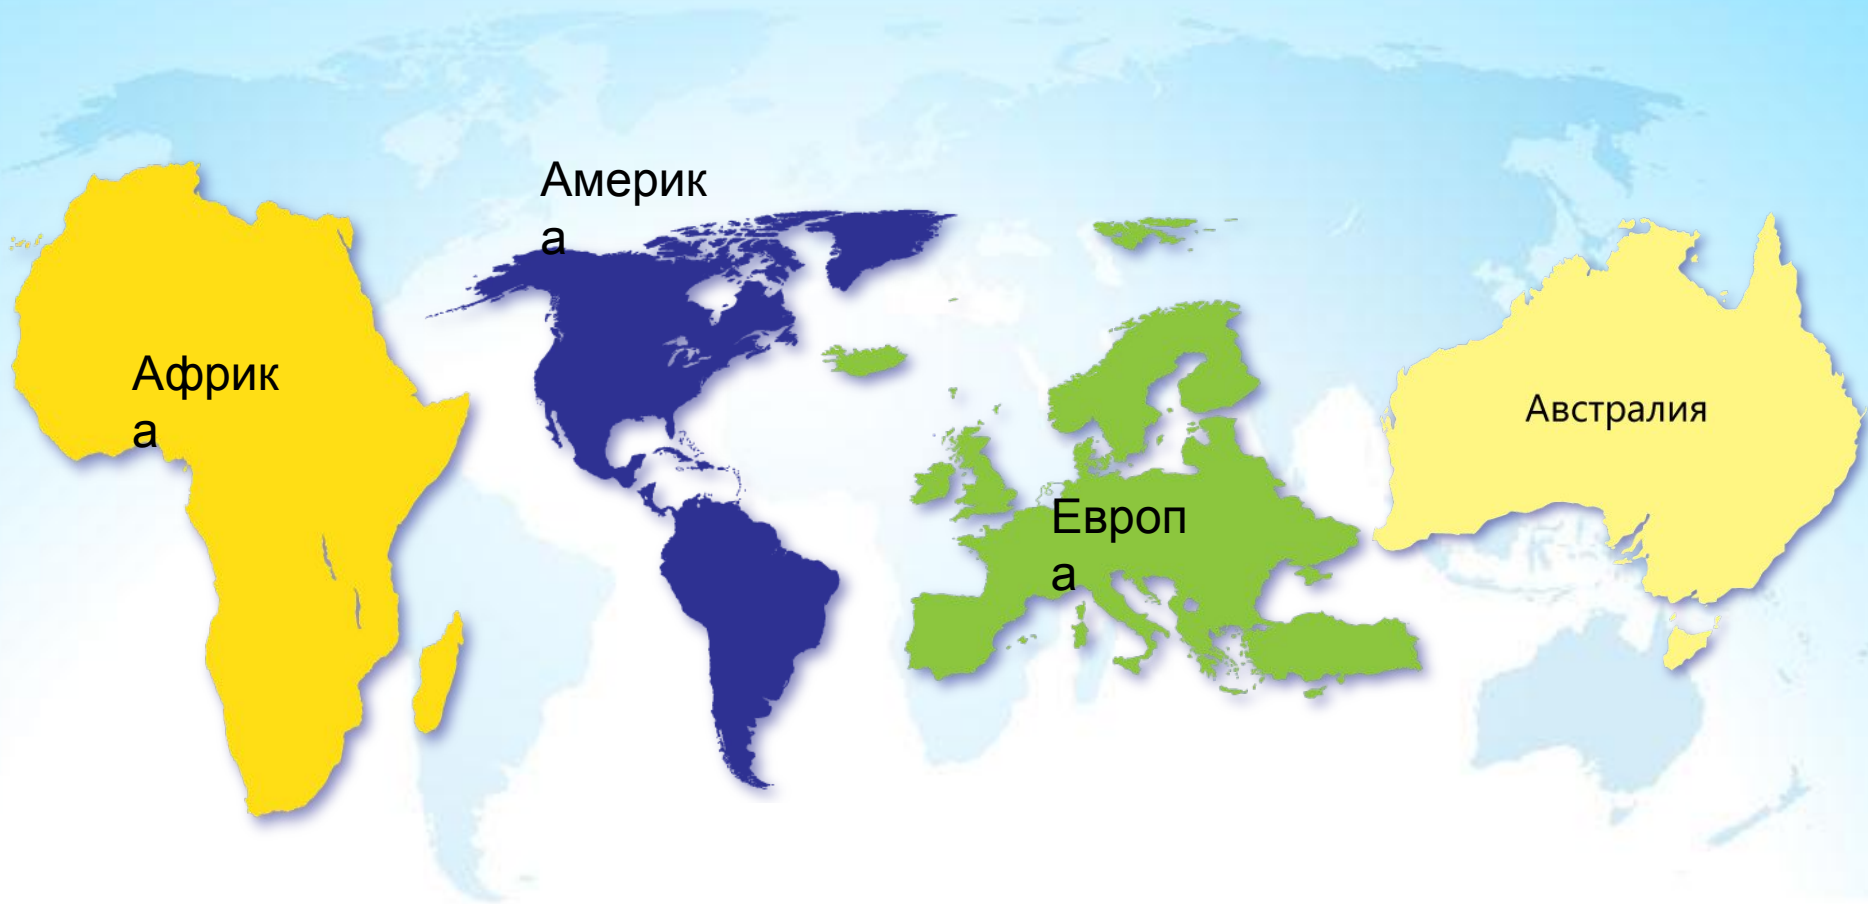 Америк
а
Африк
а
Австралия
Европ
а